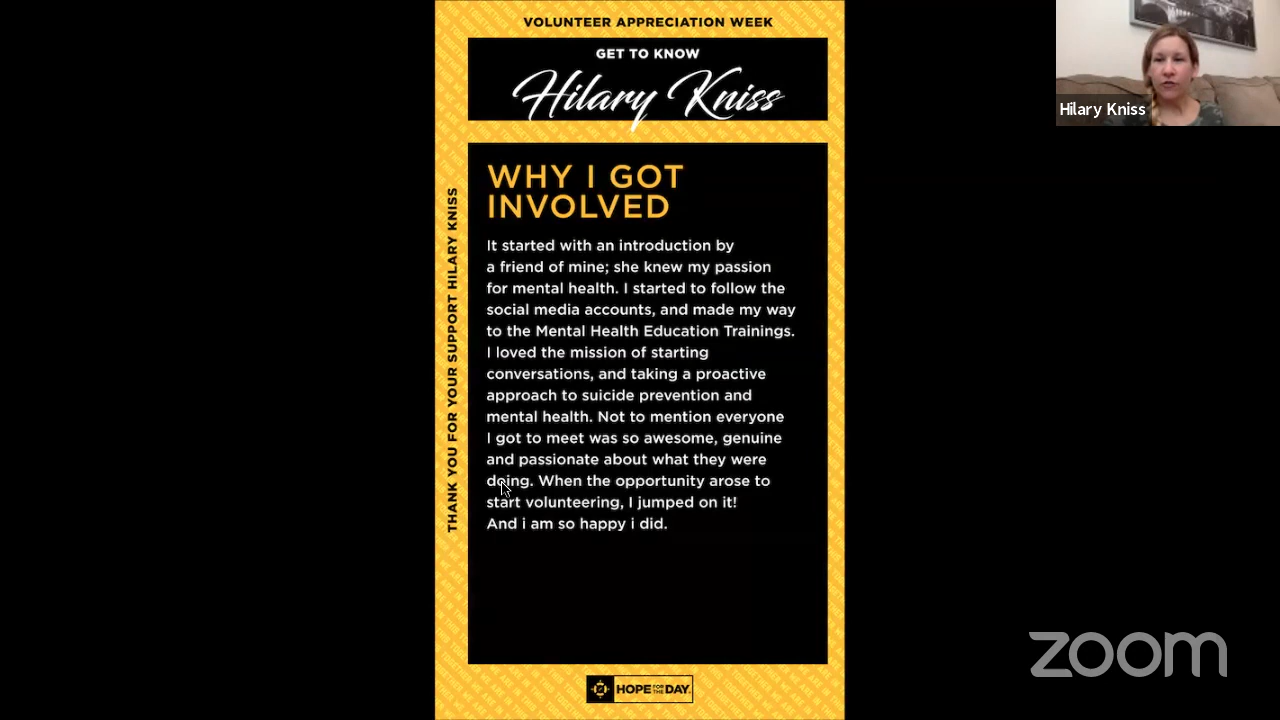 VOLUNTEER APPRECIATION WEEK
GET TO KNOW
Hilary Kniss
THANK YOU FOR YOUR SUPPORT HILARY KNISS
WHY I GOT
INVOLVED
It started with an introduction by
a friend of mine; she knew my passion
for mental health. I started to follow the
social media accounts, and made my way
to the Mental Health Education Trainings.
I loved the mission of starting
conversations, and taking a proactive
approach to suicide prevention and
mental health. Not to mention everyone
I got to meet was so awesome, genuine
and passionate about what they were
doing. When the opportunity arose to
start volunteering, I jumped on it!
And i am so happy i did.
HOPE FOR THE DAY
Hilary Kniss
zoom